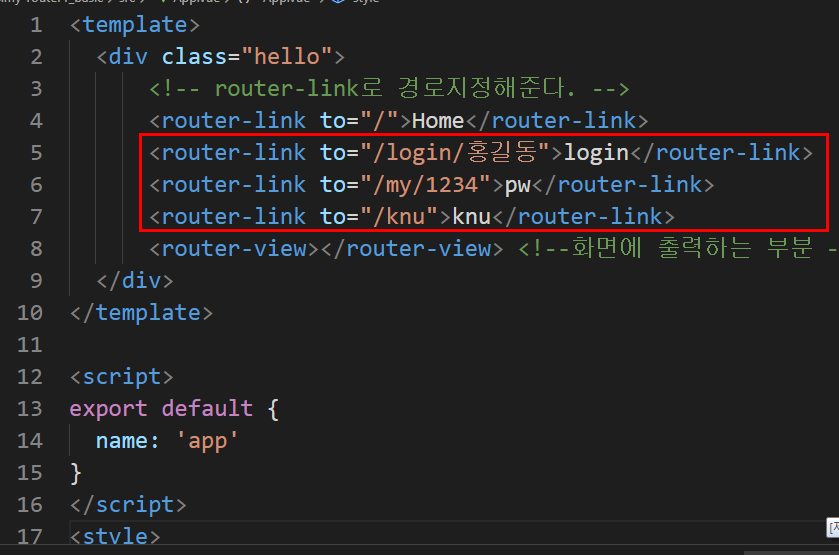 1 <template>
2 <div class="hello">
3 <!-- router-link로 경로지정해준다. -->
4 <router-link to="/">Home</router-link>
5 <router-link to="/login/홍길동">login</router-link>
6 <router-link to="/my/1234">pw</router-link>
7 <router-link to="/knu">knu</router-link>
8 <router-view></router-view> <!--화면에 출력하는 부분 -
9 </div>
10 </template>
11
12 <script>
13 export default {
14 name: 'app'
15 }
16 </script>
17 <style>